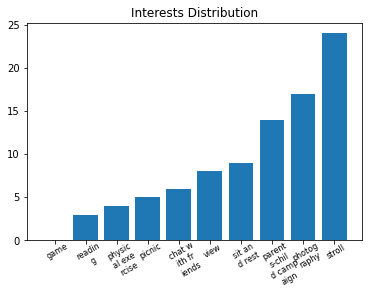 Interests Distribution
25
20
15
10
5
0
game
readin
g
physic
al exe
rcise
picnic
chat w
ith fr
iends
view
sit an
d rest
parent
s-chil
d camp
aign
photog
raphy
stroll